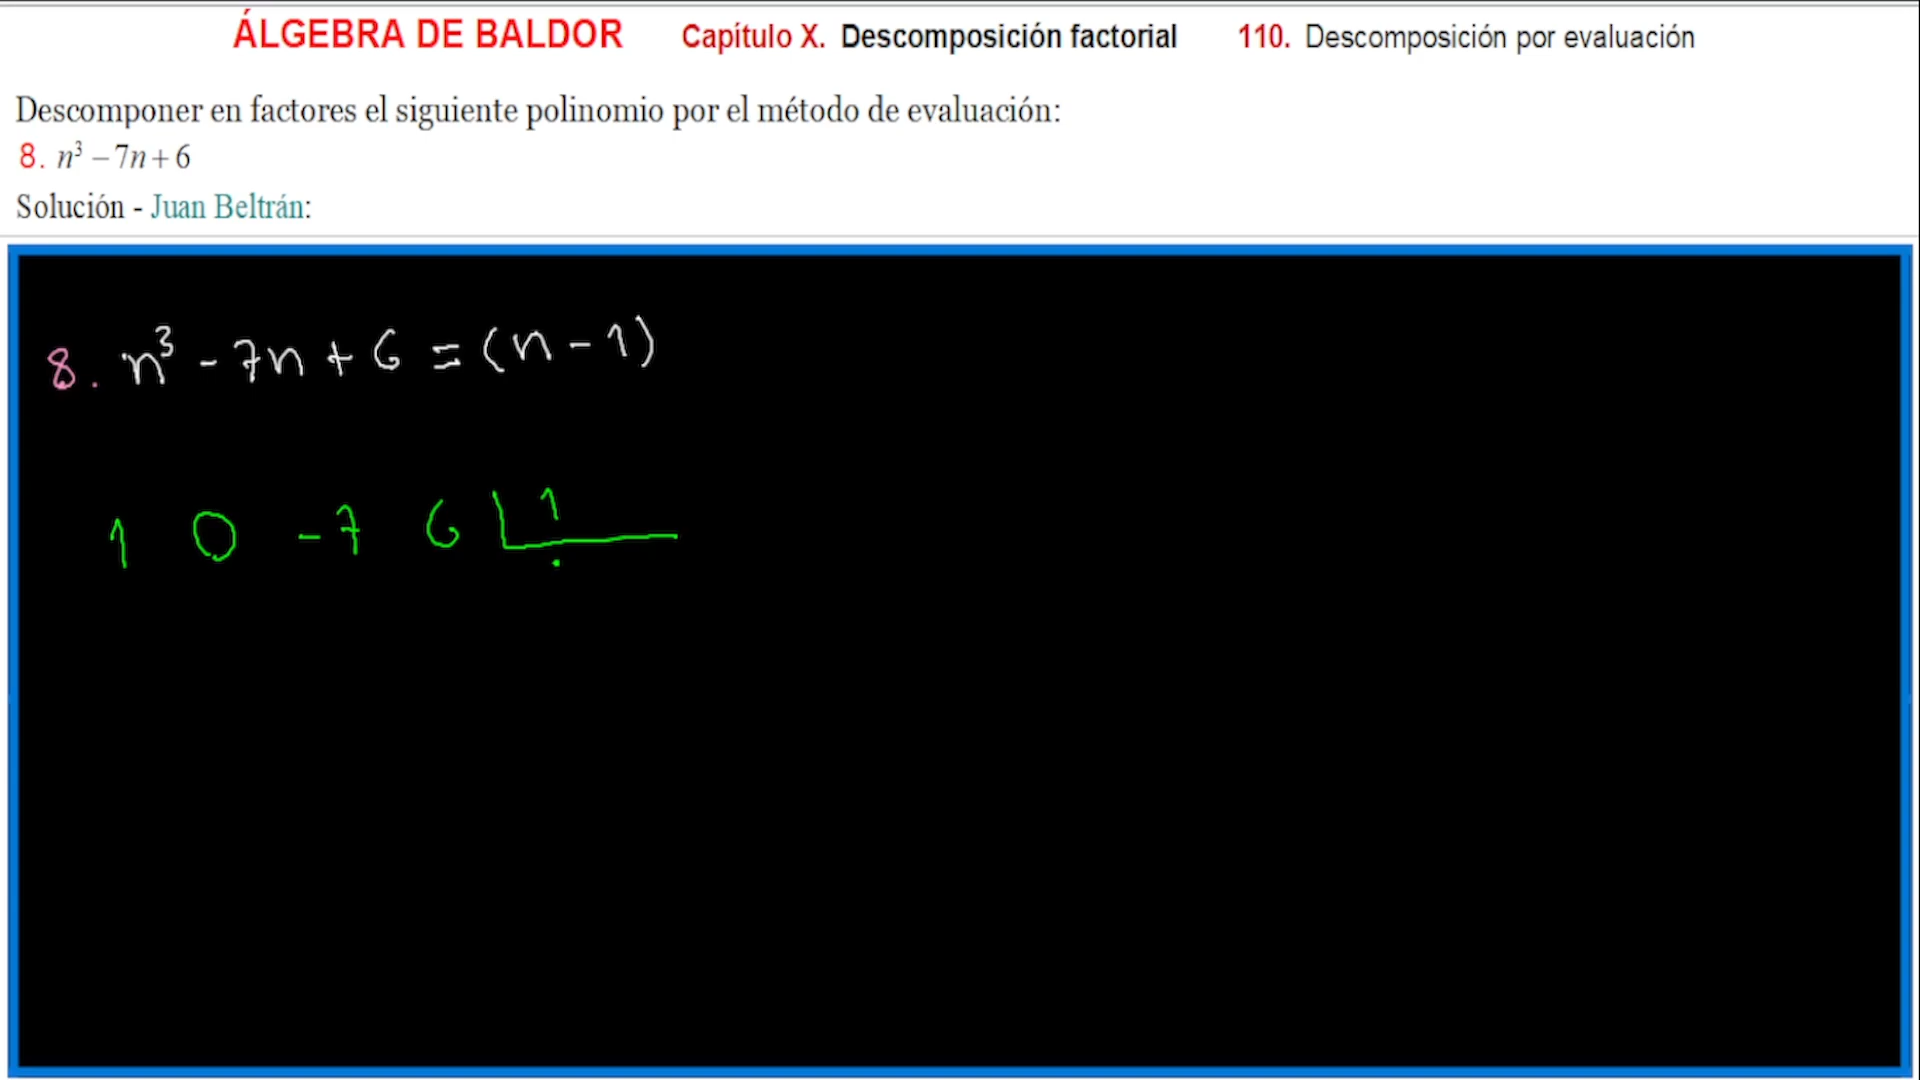 ÁLGEBRA DE BALDOR Capítulo X. Descomposición factorial 110. Descomposición por evaluación
Descomponer en factores el siguiente polinomio por el método de evaluación:
8. n³ – 7n + 6
Solución - Juan Beltrán:
8. n³ - 7n + 6 = (n - 1)
1 0 -7 6 1